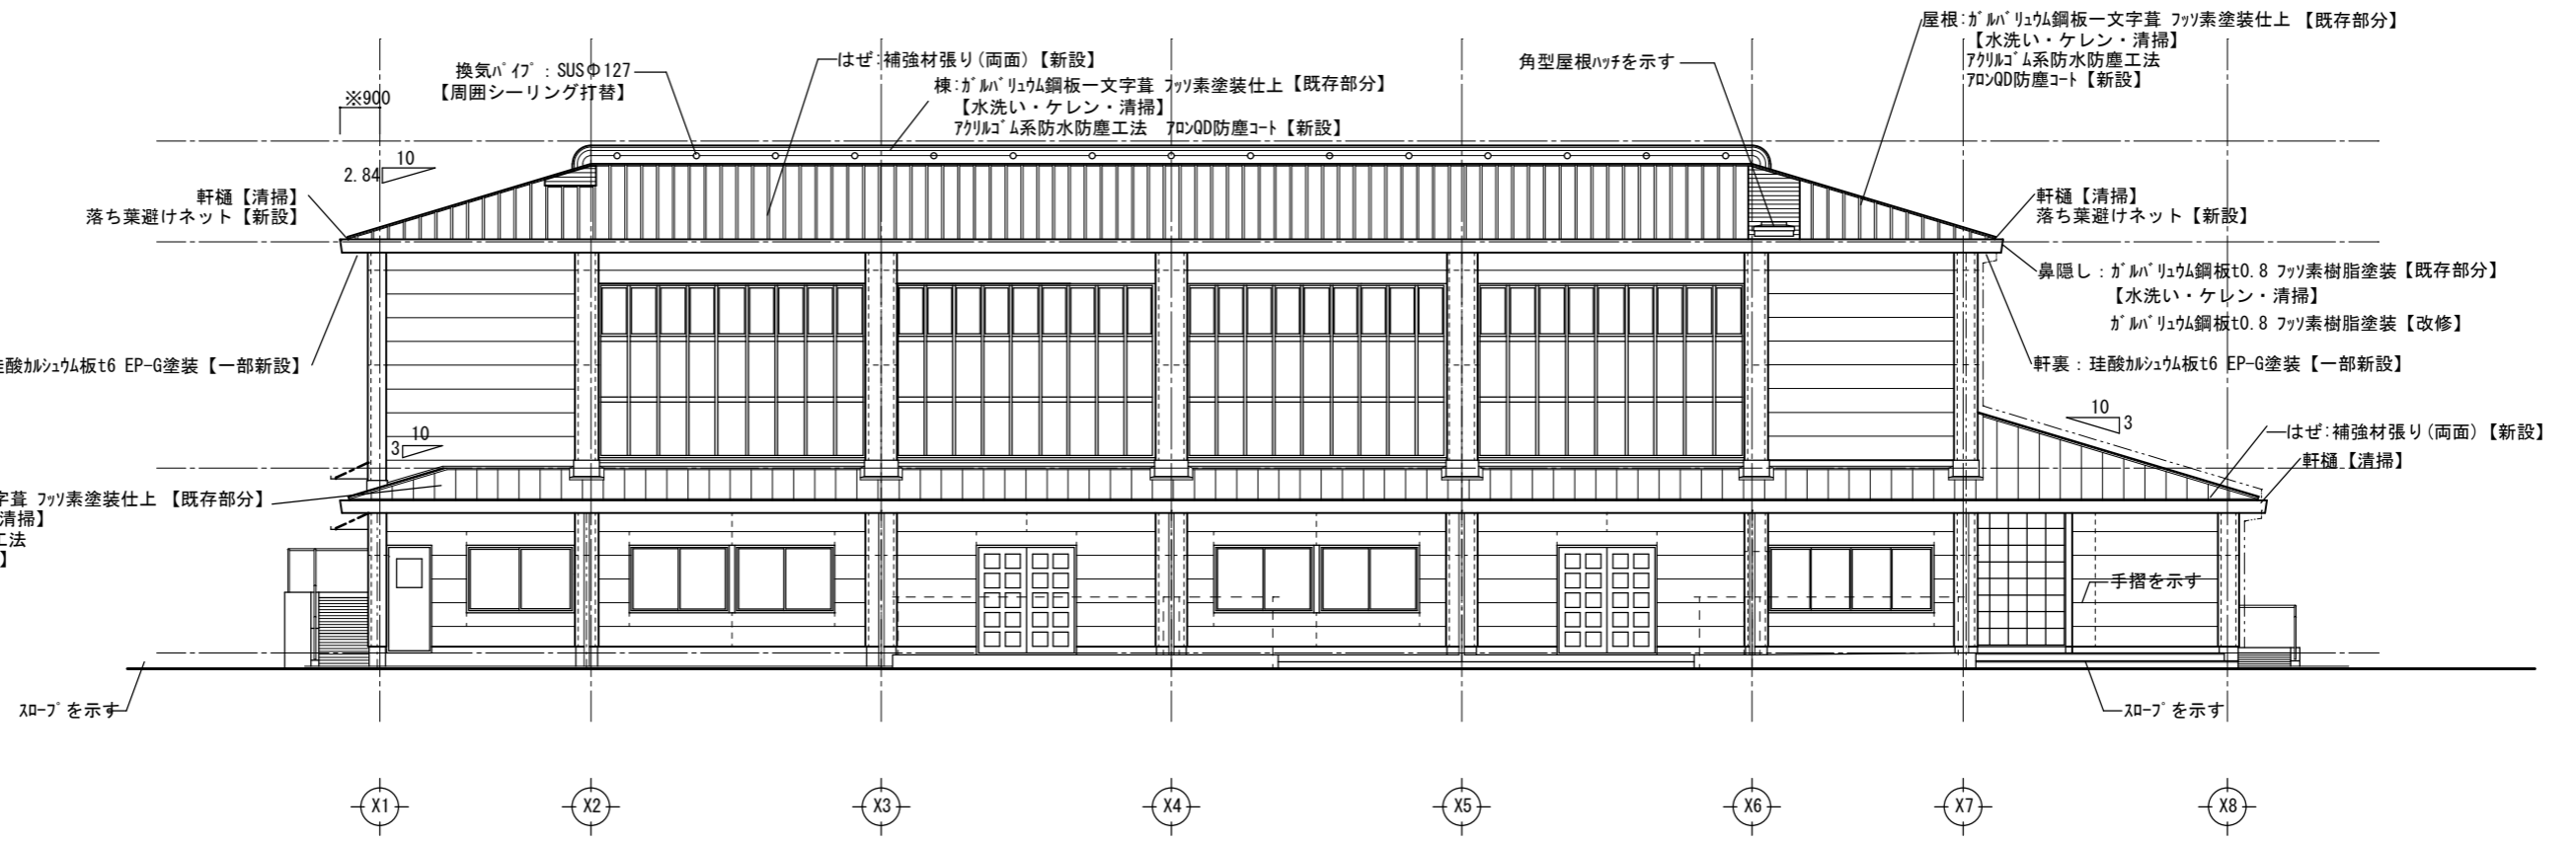 屋根:ガルバリュウム鋼板一文字葺 フッソ素塗装仕上 【既存部分】
【水洗い・ケレン・清掃】
アクリルゴム系防水防塵工法
アロンQD防塵コート【新設】
はぜ:補強材張り(両面)【新設】
換気パイプ : SUSΦ127
【周囲シーリング打替】
角型屋根ハッチを示す
棟:ガルバリュウム鋼板一文字葺 フッソ素塗装仕上【既存部分】
【水洗い・ケレン・清掃】
アクリルゴム系防水防塵工法 アロンQD防塵コート【新設】
※900
10
2.84
軒樋【清掃】
落ち葉避けネット【新設】
軒樋【清掃】
落ち葉避けネット【新設】
鼻隠し : ガルバリュウム鋼板t0.8 フッソ素樹脂塗装【既存部分】
【水洗い・ケレン・清掃】
ガルバリュウム鋼板t0.8 フッソ素樹脂塗装【改修】
酸カルシュウム板t6 EP-G塗装【一部新設】
軒裏 : 珪酸カルシュウム板t6 EP-G塗装【一部新設】
10
3
10
3
はぜ:補強材張り(両面)【新設】
軒樋【清掃】
字葺 フッソ素塗装仕上 【既存部分】
清掃】
工法
】
手摺を示す
スロープを示す
スロープを示す
X1 X2 X3 X4 X5 X6 X7 X8